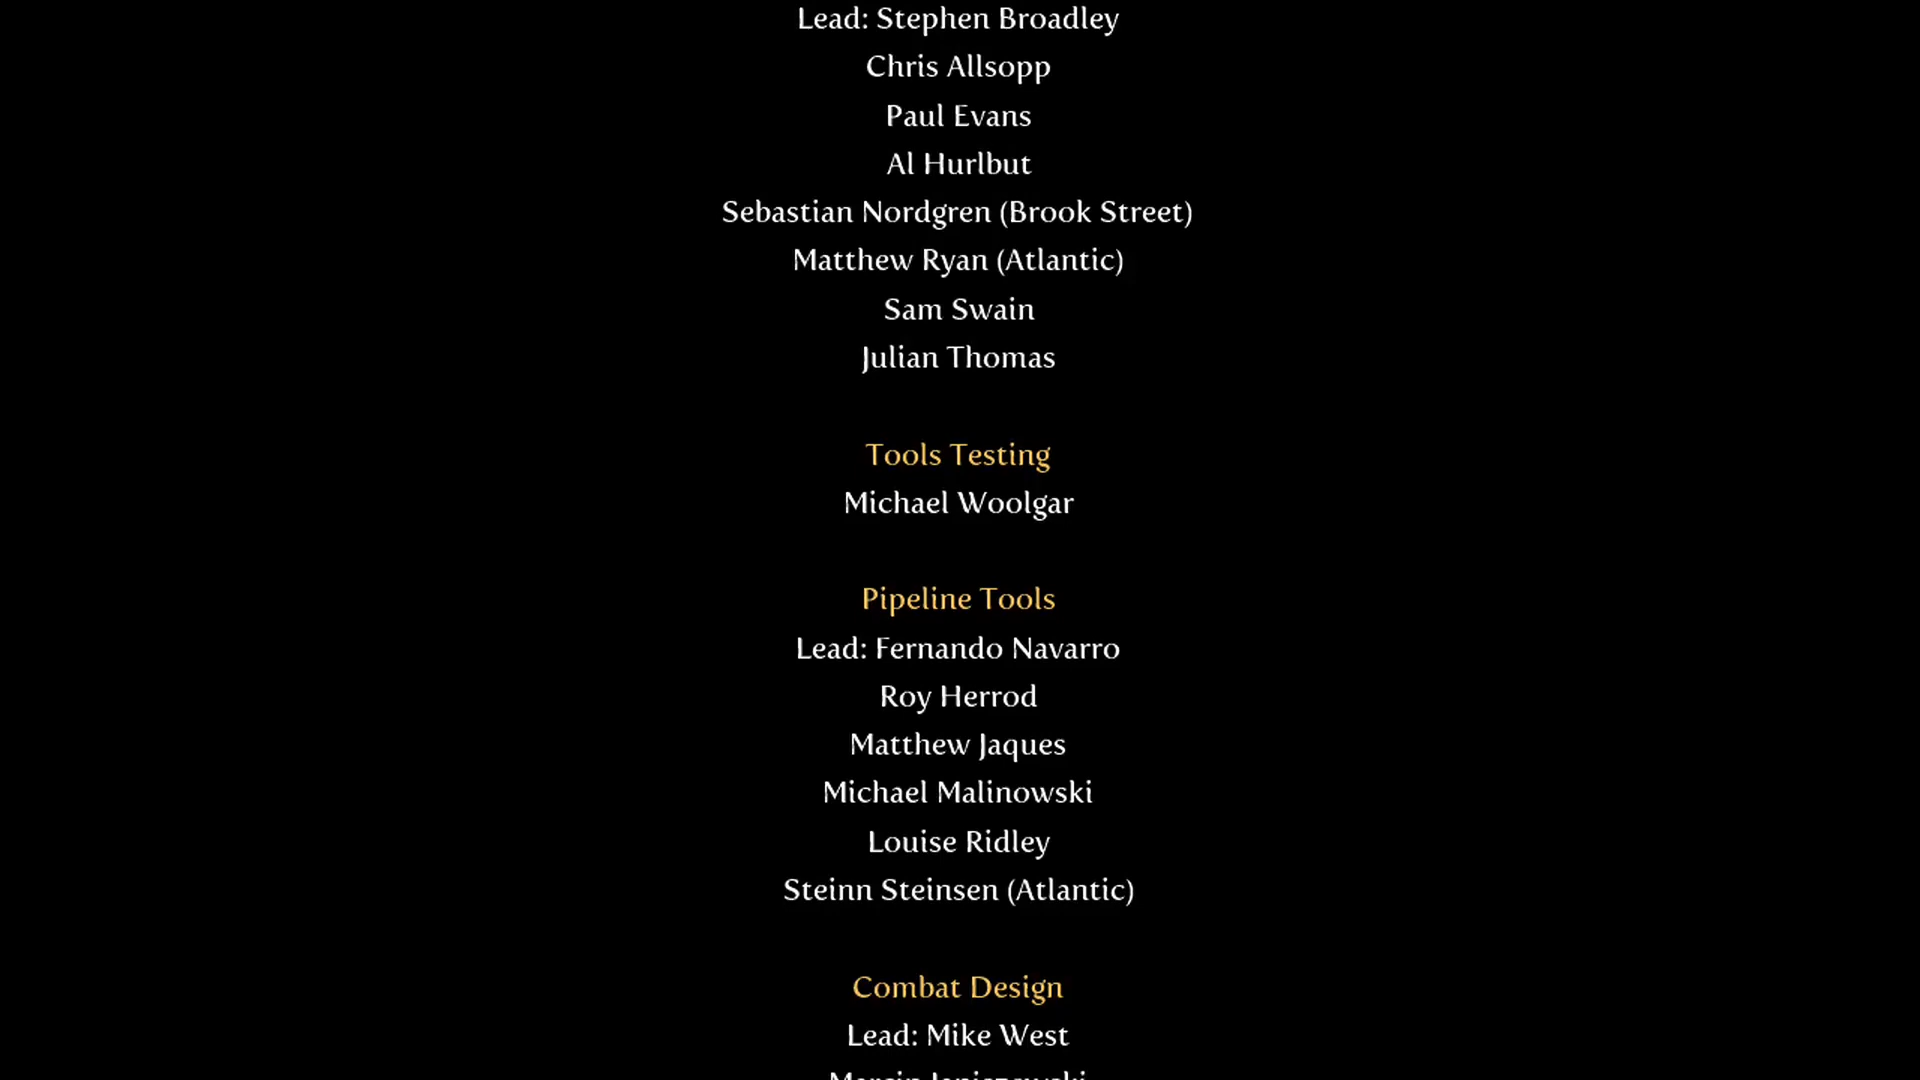 Lead: Stephen Broadley
Chris Allsopp
Paul Evans
Al Hurlbut
Sebastian Nordgren (Brook Street)
Matthew Ryan (Atlantic)
Sam Swain
Julian Thomas
Tools Testing
Michael Woolgar
Pipeline Tools
Lead: Fernando Navarro
Roy Herrod
Matthew Jaques
Michael Malinowski
Louise Ridley
Steinn Steinsen (Atlantic)
Combat Design
Lead: Mike West